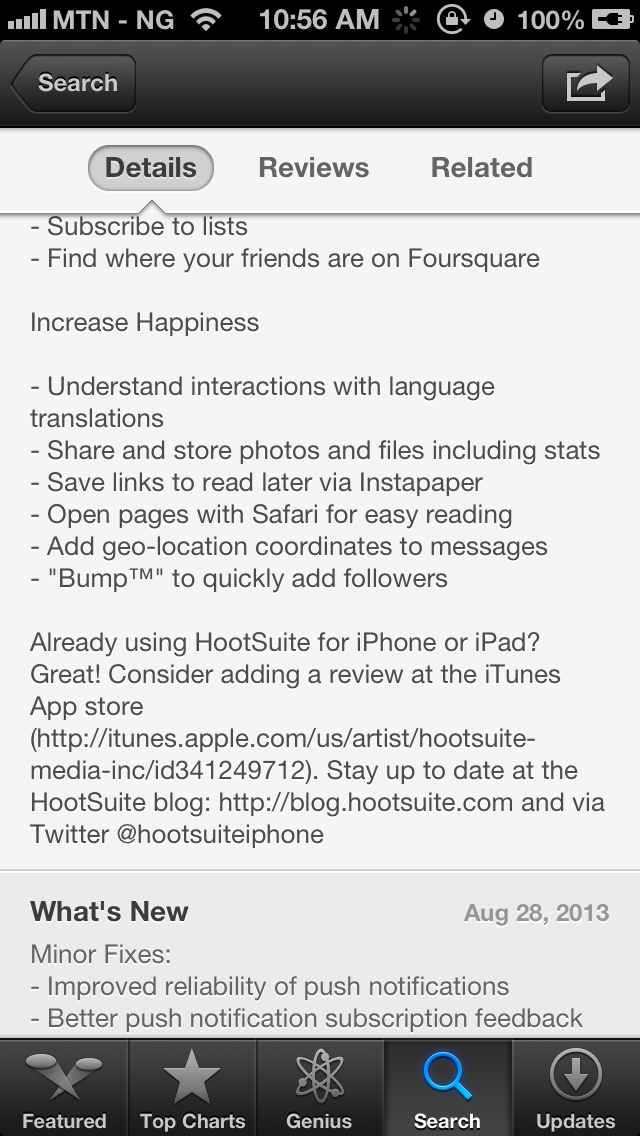 MTN - NG 10:56 AM 100%
Search
Details Reviews Related
- Subscribe to lists
- Find where your friends are on Foursquare
Increase Happiness
- Understand interactions with language
translations
- Share and store photos and files including stats
- Save links to read later via Instapaper
- Open pages with Safari for easy reading
- Add geo-location coordinates to messages
- "Bump™" to quickly add followers
Already using HootSuite for iPhone or iPad?
Great! Consider adding a review at the iTunes
App store
(http://itunes.apple.com/us/artist/hootsuite-
media-inc/id341249712). Stay up to date at the
HootSuite blog: http://blog.hootsuite.com and via
Twitter @hootsuiteiphone
What's New Aug 28, 2013
Minor Fixes:
- Improved reliability of push notifications
- Better push notification subscription feedback
Featured Top Charts Genius Search Updates